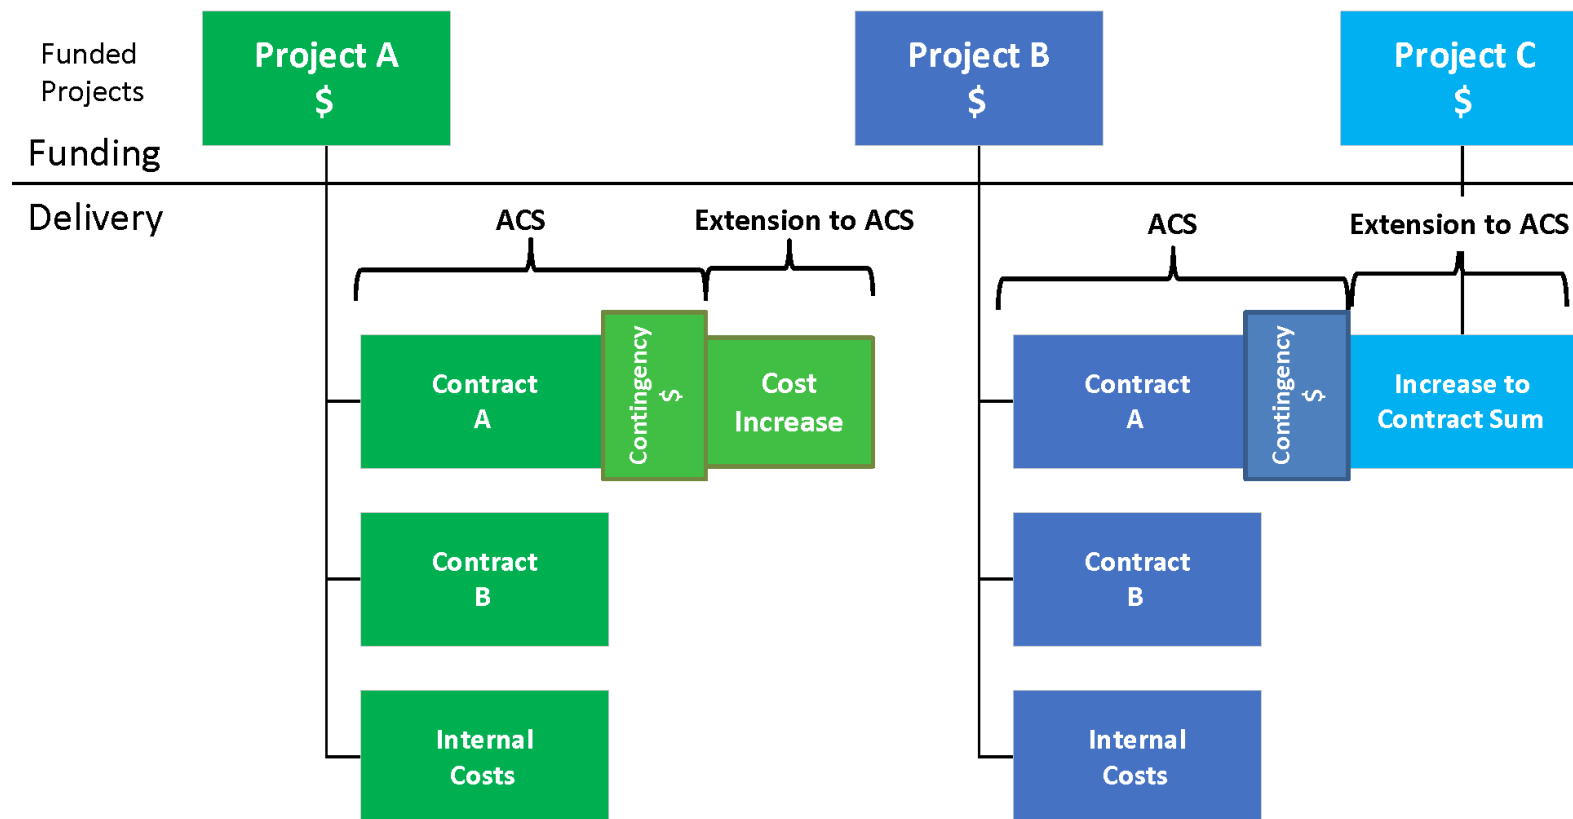 Funded
Projects
Project A
$
Project B
$
Project C
$
Funding
Delivery
ACS
Extension to ACS
ACS
Extension to ACS
Contract
A
Contingency
$
Cost
Increase
Contract
A
Contingency
$
Increase to
Contract Sum
Contract
B
Contract
B
Internal
Costs
Internal
Costs